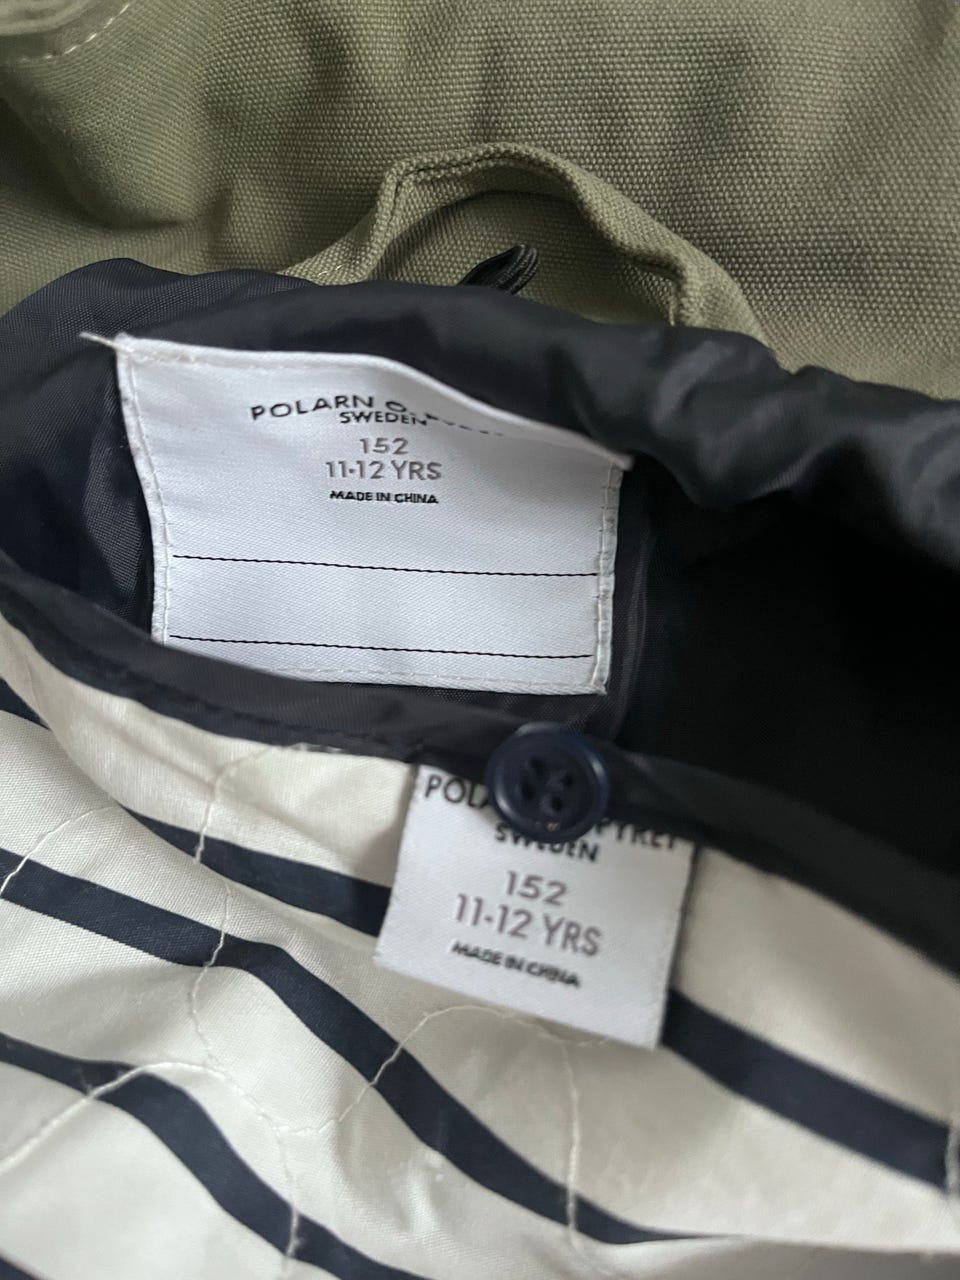 POLARN O.
SWEDEN
152
11-12 YRS
MADE IN CHINA
PYRET
SWEDEN
152
11-12 YRS
MADE IN CHINA